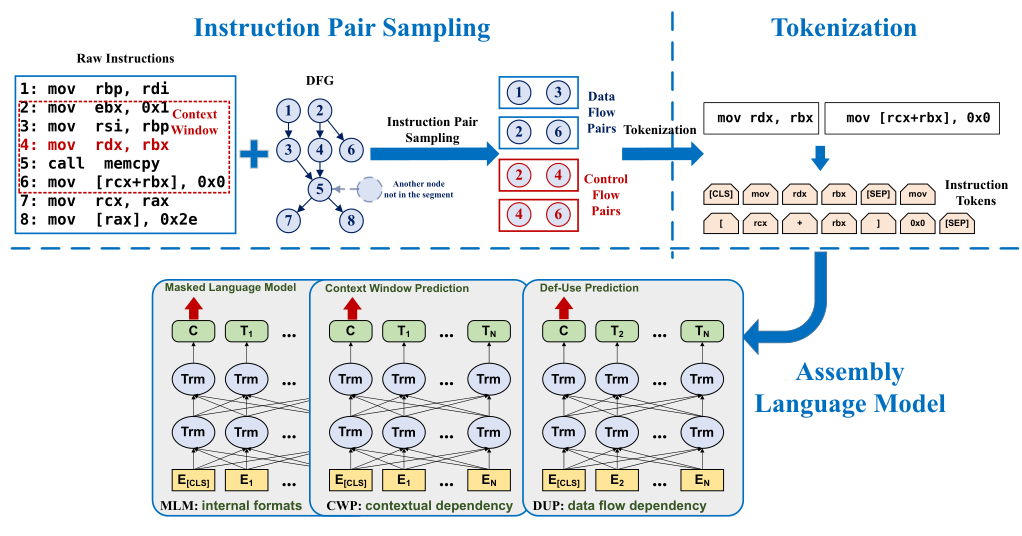 Instruction Pair Sampling
Tokenization
Raw Instructions
1: mov rbp, rdi
2: mov ebx, 0x1
3: mov rsi, rbp
4: mov rdx, rbx
5: call memcpy
6: mov [rcx+rbx], 0x0
7: mov rcx, rax
8: mov [rax], 0x2e
Context
Window
DFG
1 2
3 4 6
5
7 8
Another node
not in the segment
Instruction Pair
Sampling
1 3
2 6
2 4
4 6
Data
Flow
Pairs
Control
Flow
Pairs
Tokenization
mov rdx, rbx
mov [rcx+rbx], 0x0
[CLS] mov rdx rbx [SEP] mov
[ rcx + rbx ] 0x0 [SEP]
Instruction
Tokens
Masked Language Model
C T1 ...
Trm Trm ...
Trm Trm ...
E[CLS] E1 ...
MLM: internal formats
Context Window Prediction
C T1 ... TN
Trm Trm ... Trm
Trm Trm ... Trm
E[CLS] E1 ... EN
CWP: contextual dependency
Def-Use Prediction
C T2 ... TN
Trm Trm ... Trm
Trm Trm ... Trm
E[CLS] E2 ... EN
DUP: data flow dependency
Assembly
Language Model